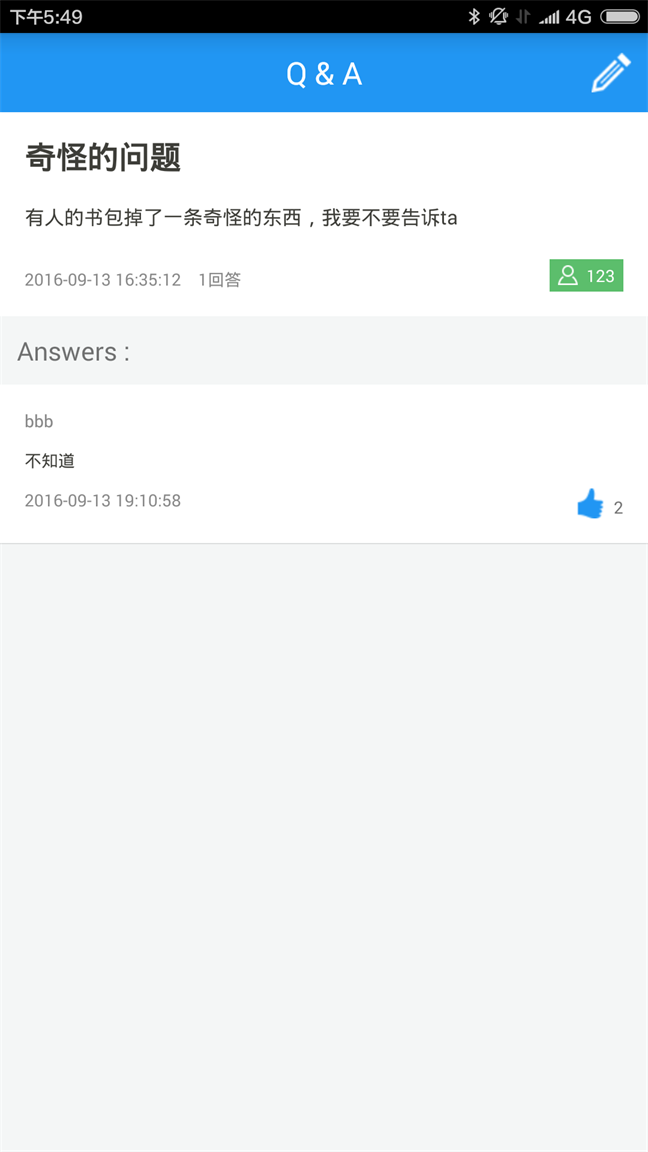 下午5:49 4G
Q & A
奇怪的问题
有人的书包掉了一条奇怪的东西，我要不要告诉ta
2016-09-13 16:35:12 1回答 123
Answers :
bbb
不知道
2016-09-13 19:10:58 2